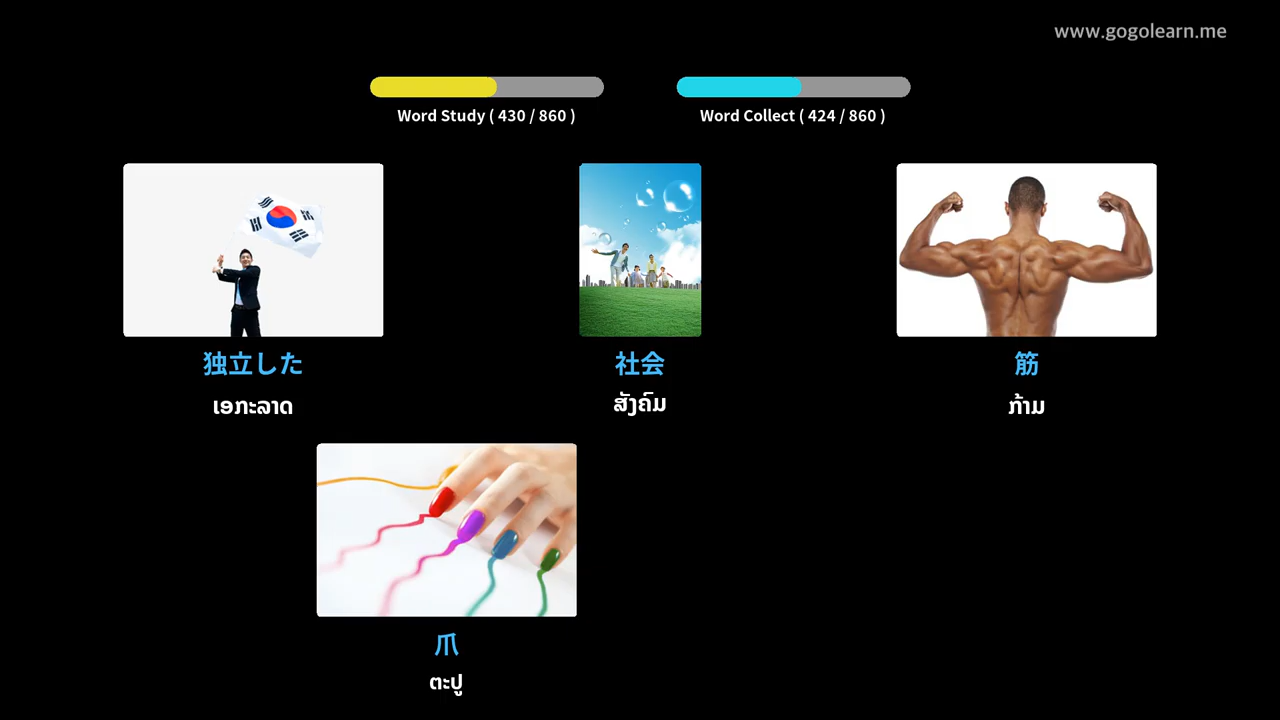 www.gogolearn.me
Word Study ( 430 / 860 )
Word Collect ( 424 / 860 )
独立した
社会
筋
ເອກະລາດ
ສັງຄົມ
ກ້າມ
爪
ຕະປູ